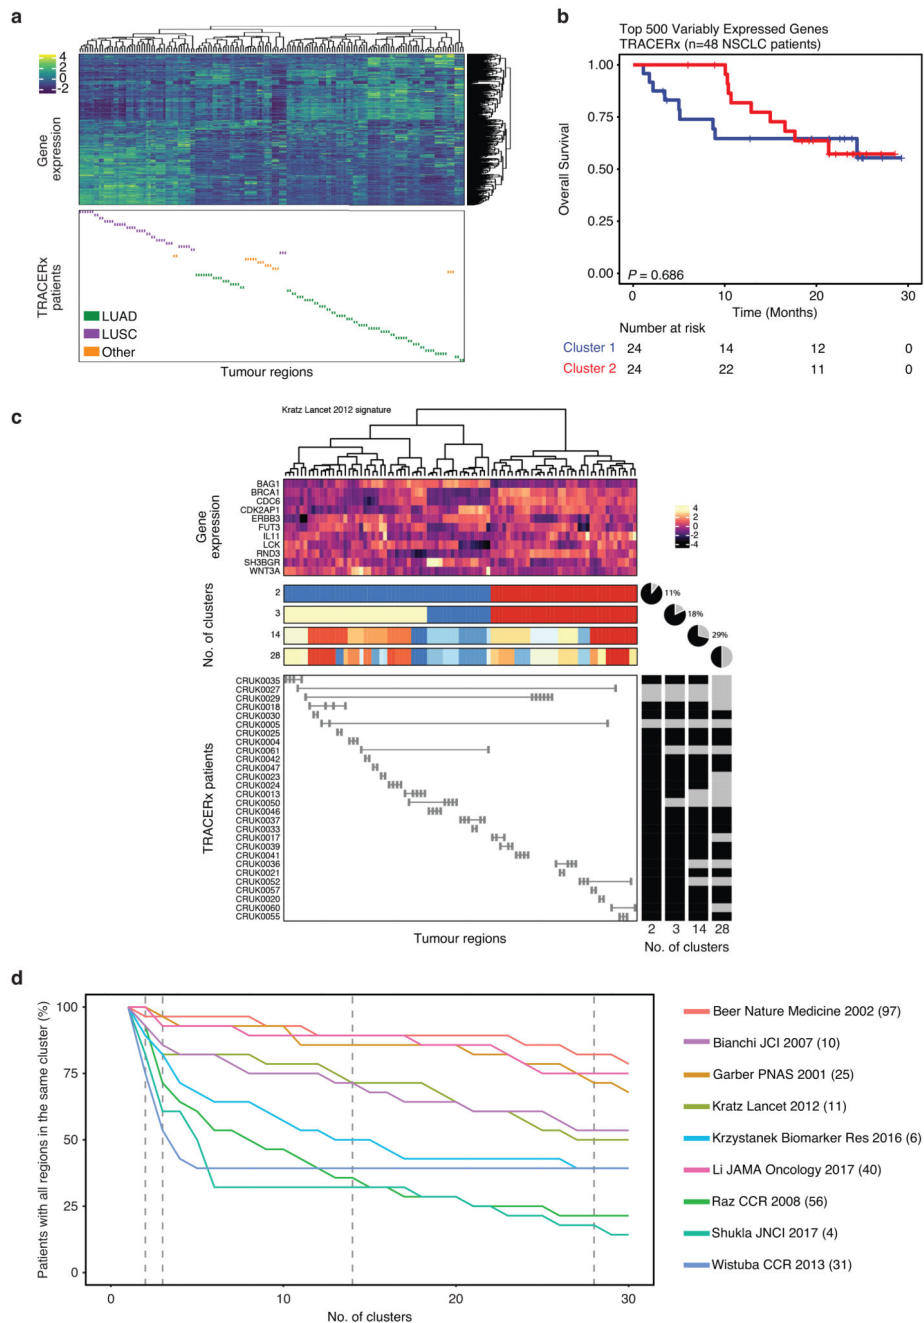 a
4
2
0
-2
Gene
expression
TRACERx
patients
LUAD
LUSC
Other
Tumour regions
b
Top 500 Variably Expressed Genes
TRACERx (n=48 NSCLC patients)
Overall Survival
1.00
0.75
0.50
0.25
0.00
P = 0.686
0 10 20 30
Time (Months)
Number at risk
Cluster 1 24 14 12 0
Cluster 2 24 22 11 0
c
Kratz Lancet 2012 signature
Gene
expression
BAG1
BRCA1
CDC6
CDK2AP1
ERBB3
FUT3
IL11
LCK
RND3
SH3BGR
WNT3A
4
2
0
-2
-4
No. of clusters
2
3
14
28
11%
18%
29%
TRACERx patients
CRUK0035
CRUK0027
CRUK0029
CRUK0018
CRUK0030
CRUK0005
CRUK0025
CRUK0004
CRUK0061
CRUK0042
CRUK0047
CRUK0023
CRUK0024
CRUK0013
CRUK0050
CRUK0046
CRUK0037
CRUK0033
CRUK0017
CRUK0039
CRUK0041
CRUK0036
CRUK0021
CRUK0052
CRUK0057
CRUK0020
CRUK0060
CRUK0055
Tumour regions
2 3 14 28
No. of clusters
d
Patients with all regions in the same cluster (%)
100
75
50
25
0
0 10 20 30
No. of clusters
Beer Nature Medicine 2002 (97)
Bianchi JCI 2007 (10)
Garber PNAS 2001 (25)
Kratz Lancet 2012 (11)
Krzystanek Biomarker Res 2016 (6)
Li JAMA Oncology 2017 (40)
Raz CCR 2008 (56)
Shukla JNCI 2017 (4)
Wistuba CCR 2013 (31)